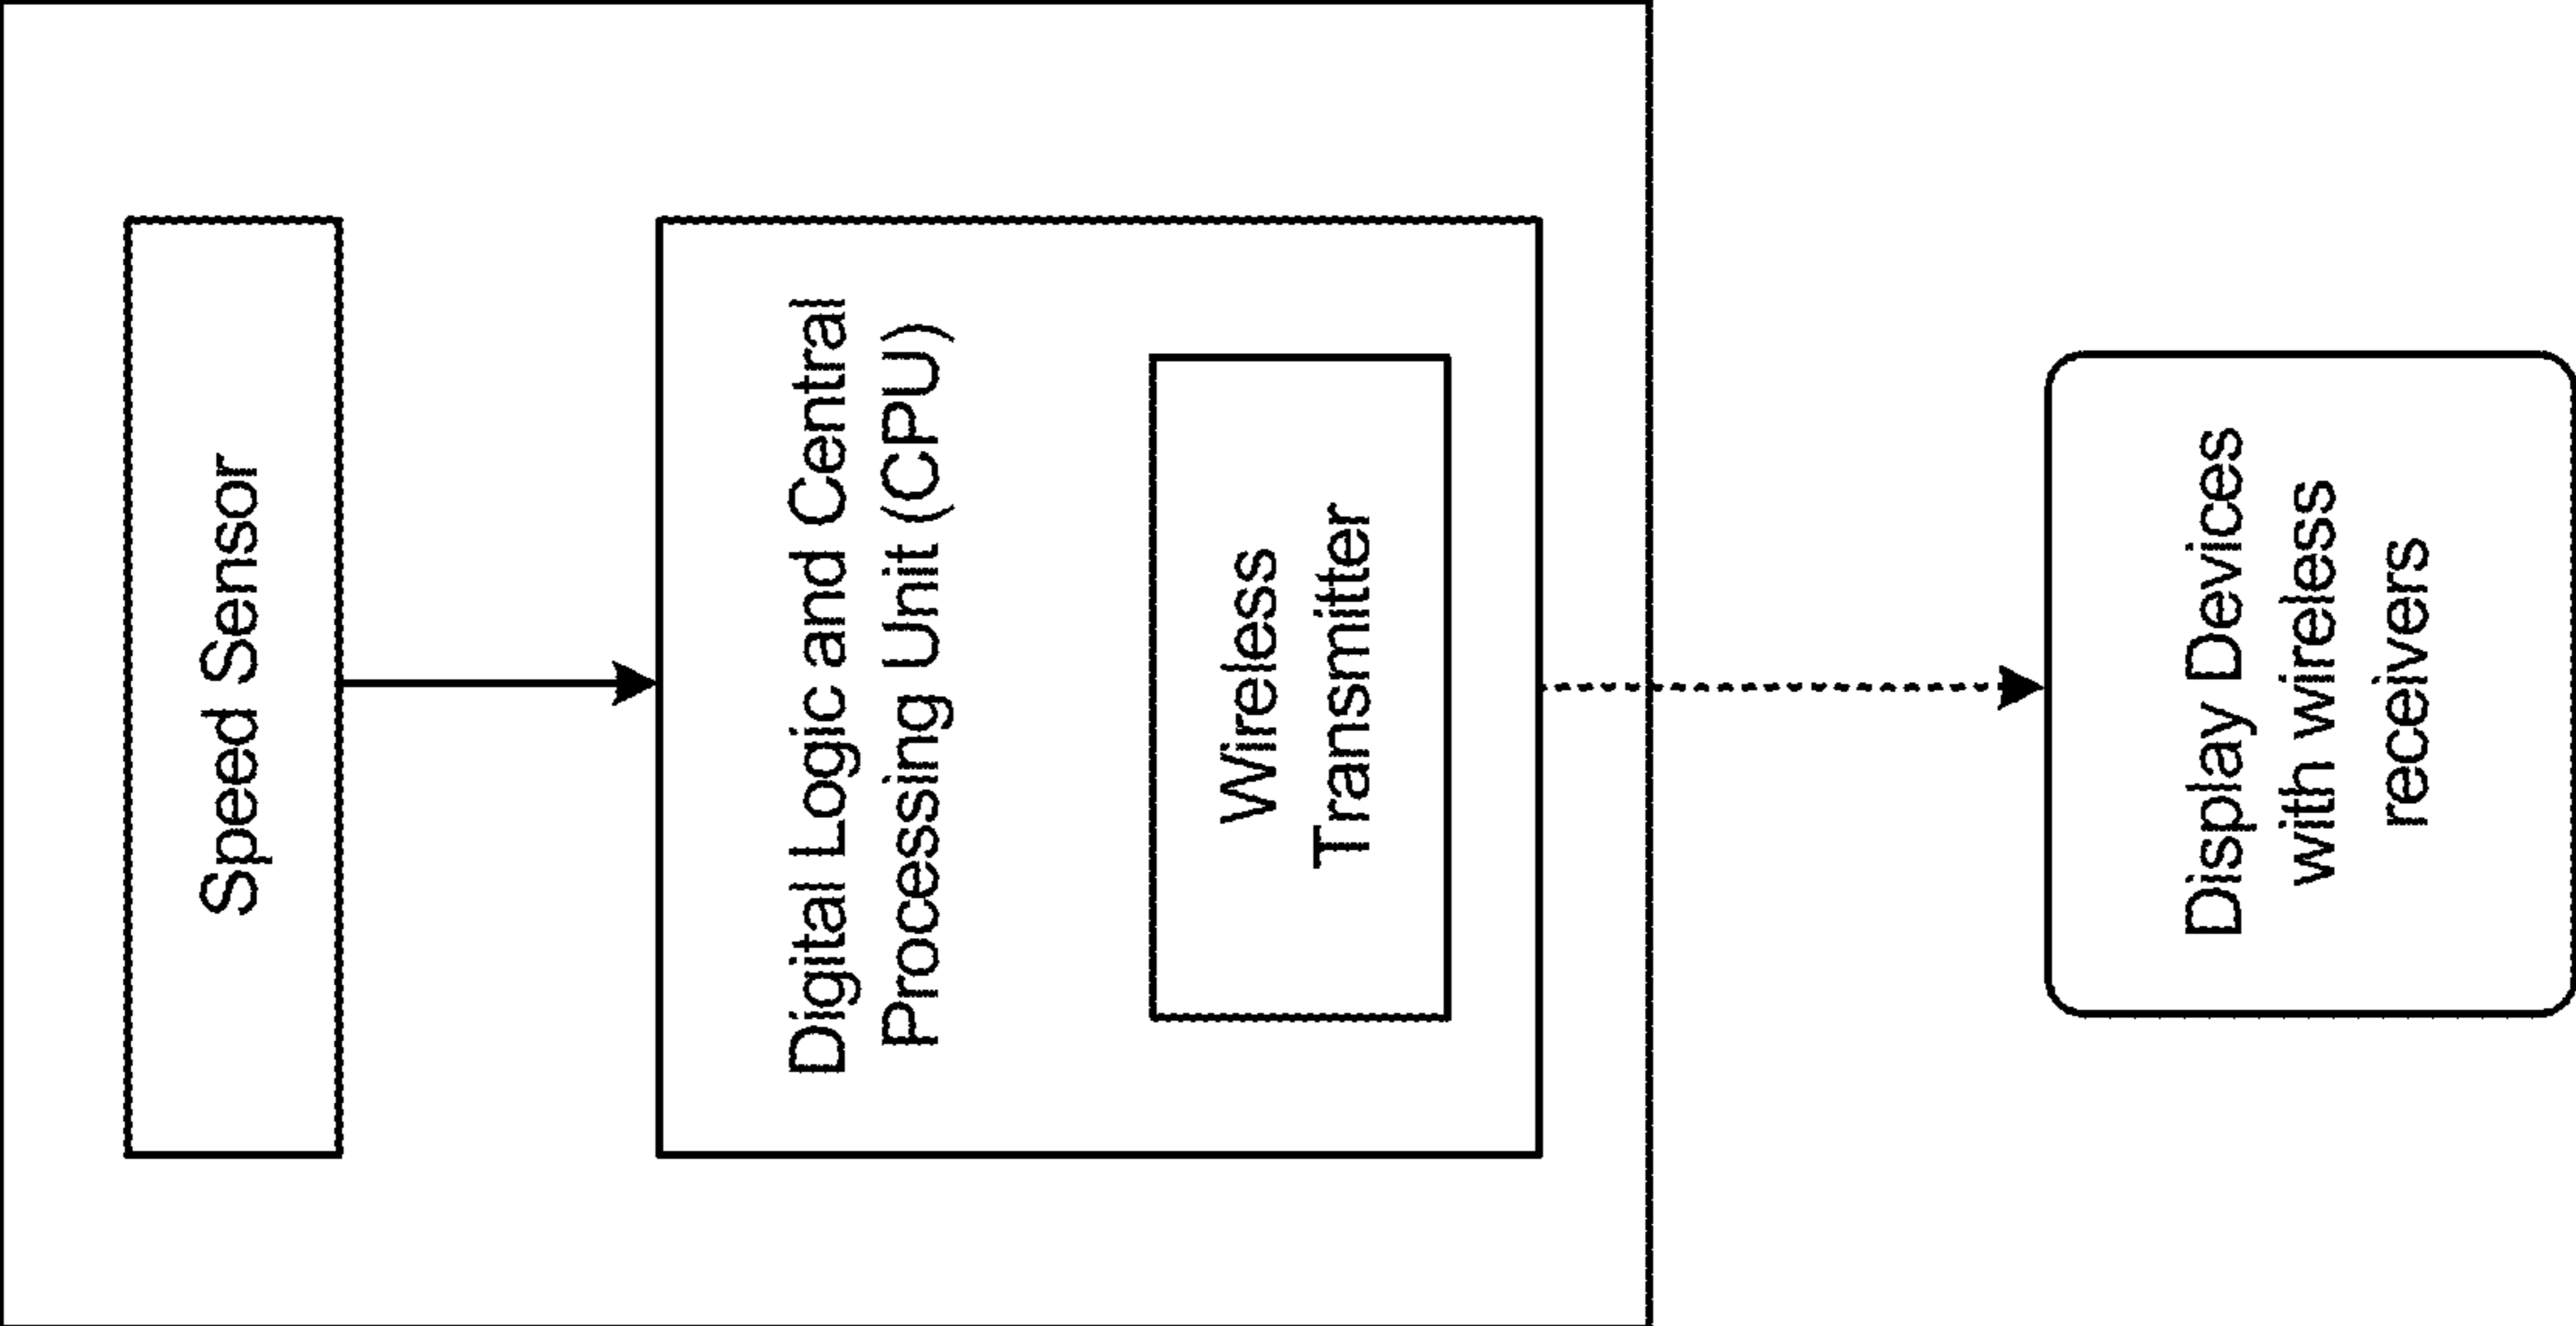 Speed Sensor
Digital Logic and Central
Processing Unit (CPU)
Wireless
Transmitter
Display Devices
with wireless
receivers